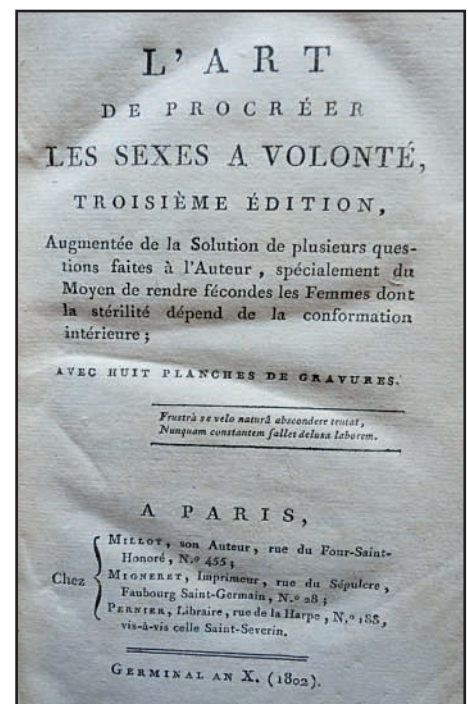 L'ART
DE PROCRÉER
LES SEXES A VOLONTÉ,
TROISIÈME ÉDITION,
Augmentée de la Solution de plusieurs ques-
tions faites à l'Auteur, spécialement du
Moyen de rendre fécondes les Femmes dont
la stérilité dépend de la conformation
intérieure;
AVEC HUIT PLANCHES DE GRAVURES.
Frustrà se velo naturâ abscondere tentat,
Nunquam constantem fallet delusa laborem.
A PARIS,
Chez
MILLOT, son Auteur, rue du Four-Saint-
Honoré, N.º 455;
MIGNERET, Imprimeur, rue du Sépulcre,
Faubourg Saint-Germain, N.º 28;
PERNIER, Libraire, rue de la Harpe, N.º 188,
vis-à-vis celle Saint-Severin.
GERMINAL AN X. (1802).